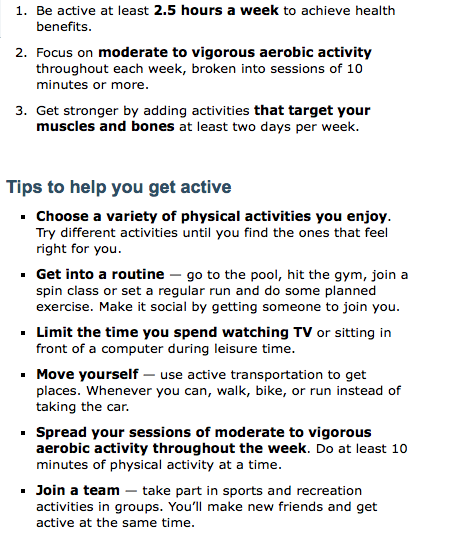 1. Be active at least 2.5 hours a week to achieve health
benefits.
2. Focus on moderate to vigorous aerobic activity
throughout each week, broken into sessions of 10
minutes or more.
3. Get stronger by adding activities that target your
muscles and bones at least two days per week.
Tips to help you get active
▪ Choose a variety of physical activities you enjoy.
Try different activities until you find the ones that feel
right for you.
▪ Get into a routine — go to the pool, hit the gym, join a
spin class or set a regular run and do some planned
exercise. Make it social by getting someone to join you.
▪ Limit the time you spend watching TV or sitting in
front of a computer during leisure time.
▪ Move yourself — use active transportation to get
places. Whenever you can, walk, bike, or run instead of
taking the car.
▪ Spread your sessions of moderate to vigorous
aerobic activity throughout the week. Do at least 10
minutes of physical activity at a time.
▪ Join a team — take part in sports and recreation
activities in groups. You’ll make new friends and get
active at the same time.